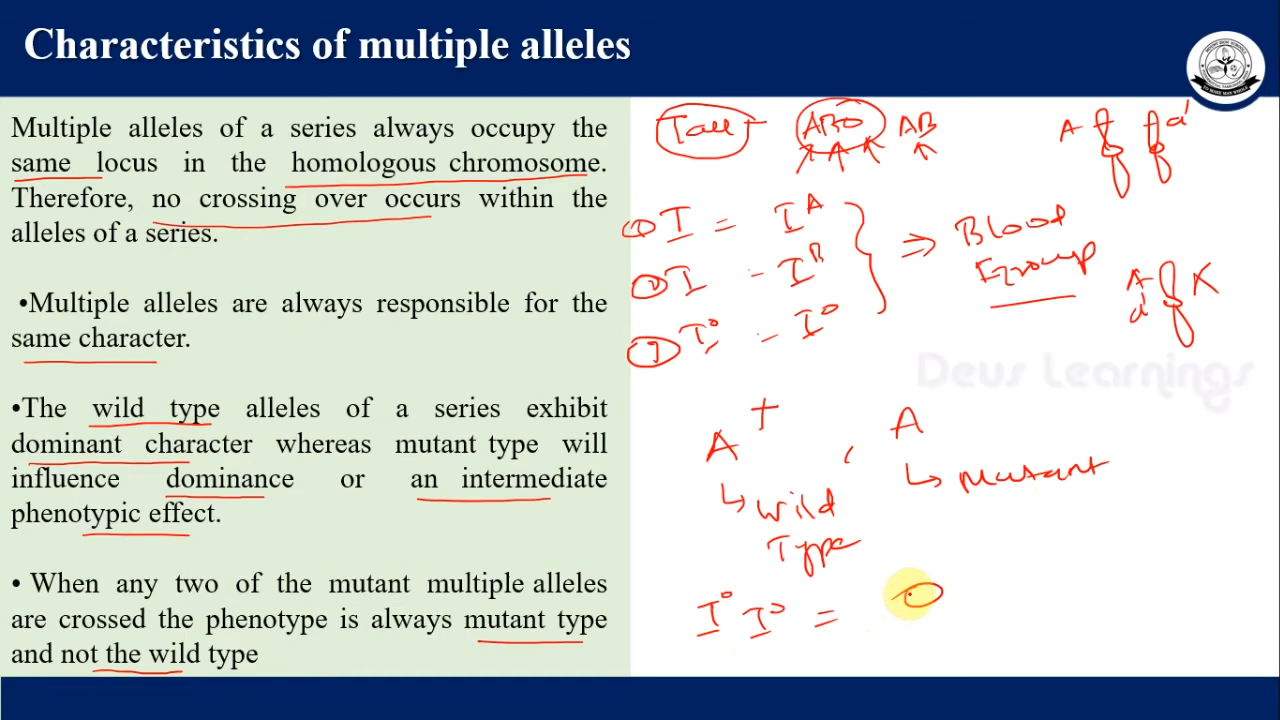 Characteristics of multiple alleles
Multiple alleles of a series always occupy the
same locus in the homologous chromosome.
Therefore, no crossing over occurs within the
alleles of a series.
•Multiple alleles are always responsible for the
same character.
•The wild type alleles of a series exhibit
dominant character whereas mutant type will
influence dominance or an intermediate
phenotypic effect.
• When any two of the mutant multiple alleles
are crossed the phenotype is always mutant type
and not the wild type
Tall ABO AB
A
I = I^A
I - I^B
I^O - I^O
Blood
Group
Deus Learnings
A^+ , A
Wild
Type
Mutant
I^O I^O = O